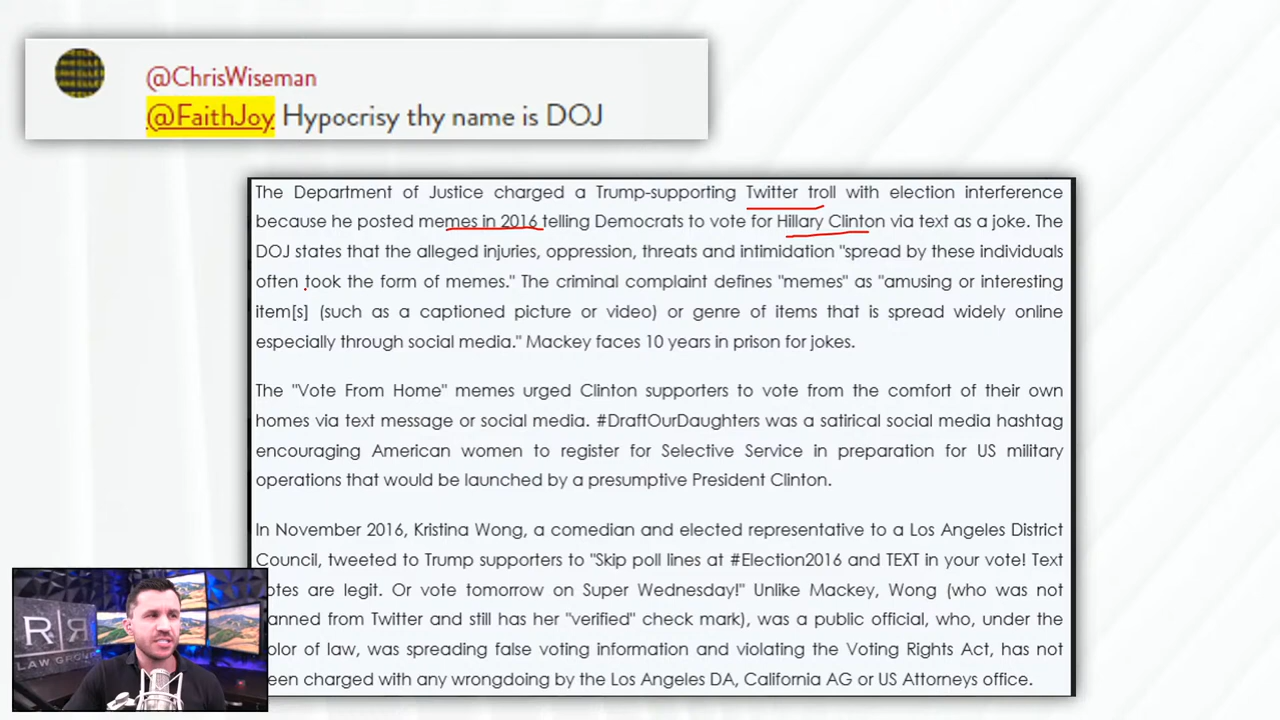 @ChrisWiseman
@FaithJoy Hypocrisy thy name is DOJ
The Department of Justice charged a Trump-supporting Twitter troll with election interference
because he posted memes in 2016 telling Democrats to vote for Hillary Clinton via text as a joke. The
DOJ states that the alleged injuries, oppression, threats and intimidation "spread by these individuals
often took the form of memes." The criminal complaint defines "memes" as "amusing or interesting
item[s] (such as a captioned picture or video) or genre of items that is spread widely online
especially through social media." Mackey faces 10 years in prison for jokes.
The "Vote From Home" memes urged Clinton supporters to vote from the comfort of their own
homes via text message or social media. #DraftOurDaughters was a satirical social media hashtag
encouraging American women to register for Selective Service in preparation for US military
operations that would be launched by a presumptive President Clinton.
In November 2016, Kristina Wong, a comedian and elected representative to a Los Angeles District
Council, tweeted to Trump supporters to "Skip poll lines at #Election2016 and TEXT in your vote! Text
otes are legit. Or vote tomorrow on Super Wednesday!" Unlike Mackey, Wong (who was not
anned from Twitter and still has her "verified" check mark), was a public official, who, under the
olor of law, was spreading false voting information and violating the Voting Rights Act, has not
een charged with any wrongdoing by the Los Angeles DA, California AG or US Attorneys office.
R R
LAW GROUP